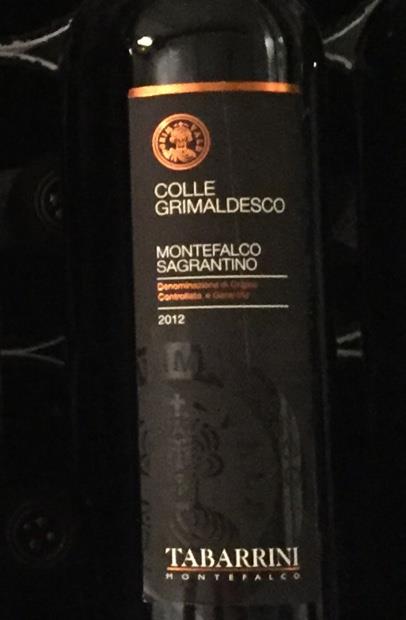 COLLE
GRIMALDESCO
MONTEFALCO
SAGRANTINO
Denominazione di Origine
Controllata e Garantita
2012
M
TABARRINI
MONTEFALCO